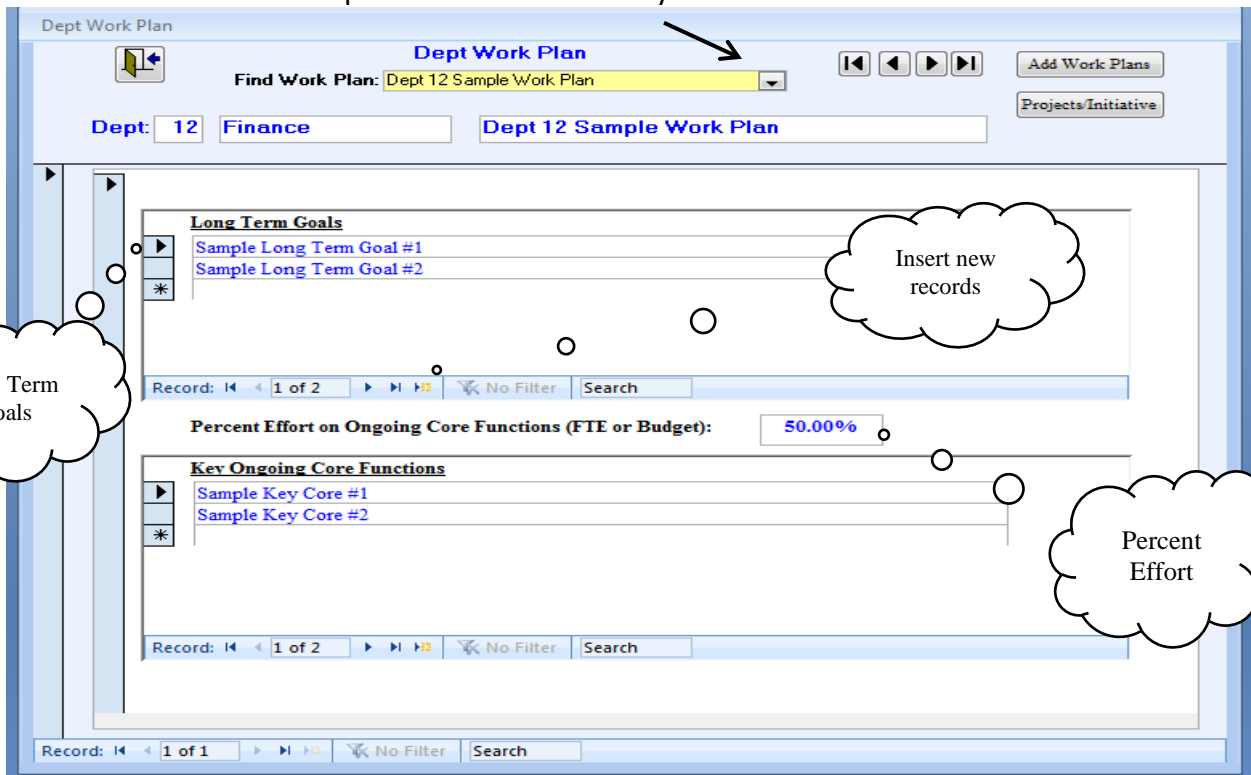 Dept Work Plan
Dept Work Plan
Find Work Plan: Dept 12 Sample Work Plan
Add Work Plans
Projects/Initiative
Dept: 12 Finance Dept 12 Sample Work Plan
Long Term Goals
Sample Long Term Goal #1
Sample Long Term Goal #2
Insert new
records
Term
Record: 1 of 2 No Filter Search
Percent Effort on Ongoing Core Functions (FTE or Budget): 50.00%
Key Ongoing Core Functions
Sample Key Core #1
Sample Key Core #2
Percent
Effort
Record: 1 of 2 No Filter Search
Record: 1 of 1 No Filter Search